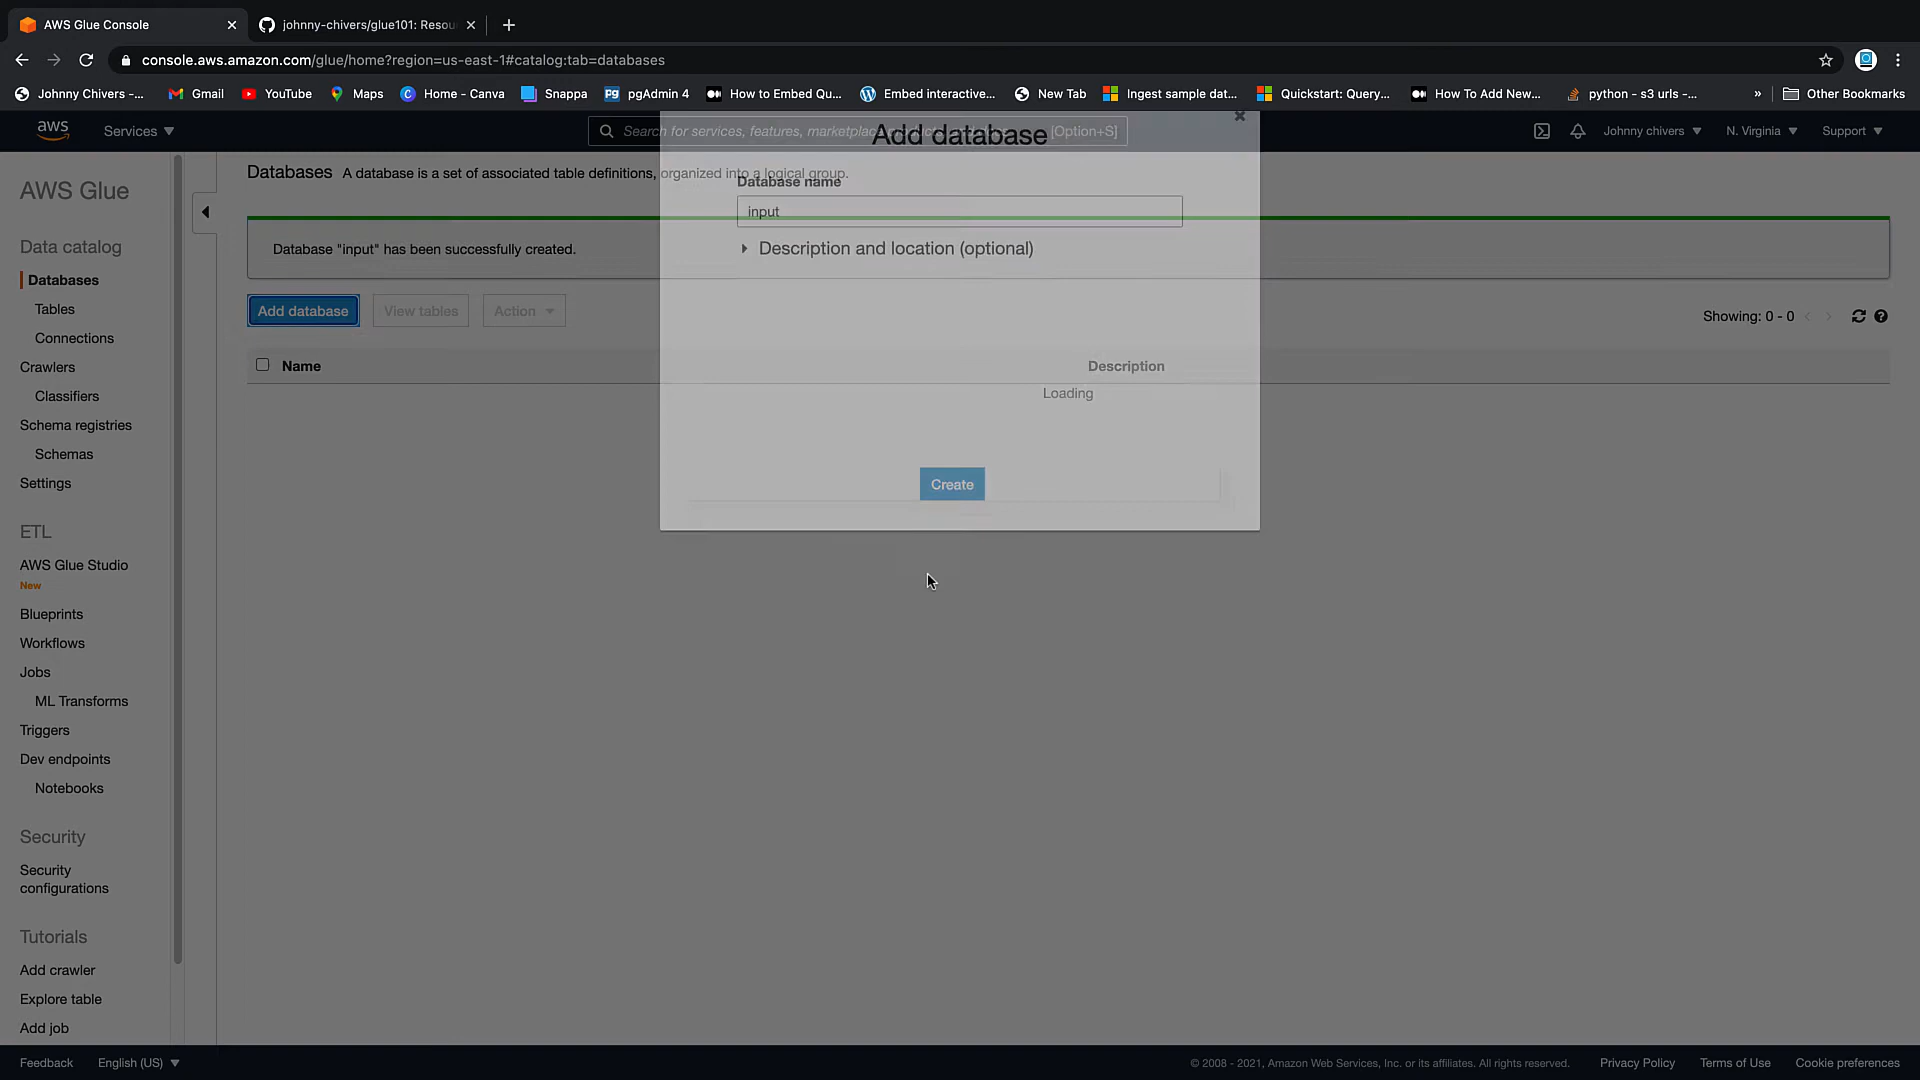 AWS Glue Console
johnny-chivers/glue101: Resou
console.aws.amazon.com/glue/home?region=us-east-1#catalog:tab=databases
Johnny Chivers -...
Gmail
YouTube
Maps
Home - Canva
Snappa
pgAdmin 4
How to Embed Qu...
Embed interactive...
New Tab
Ingest sample dat...
Quickstart: Query...
How To Add New...
python - s3 urls -...
»
Other Bookmarks
aws
Services
Search for services, features, marketplace
[Option+S]
Johnny chivers
N. Virginia
Support
Add database
Database name
input
Description and location (optional)
Create
AWS Glue
Data catalog
Databases
Tables
Connections
Crawlers
Classifiers
Schema registries
Schemas
Settings
ETL
AWS Glue Studio
New
Blueprints
Workflows
Jobs
ML Transforms
Triggers
Dev endpoints
Notebooks
Security
Security
configurations
Tutorials
Add crawler
Explore table
Add job
Databases A database is a set of associated table definitions, organized into a logical group.
Database "input" has been successfully created.
Add database
View tables
Action
Showing: 0 - 0
Name
Description
Loading
Feedback
English (US)
© 2008 - 2021, Amazon Web Services, Inc. or its affiliates. All rights reserved.
Privacy Policy
Terms of Use
Cookie preferences